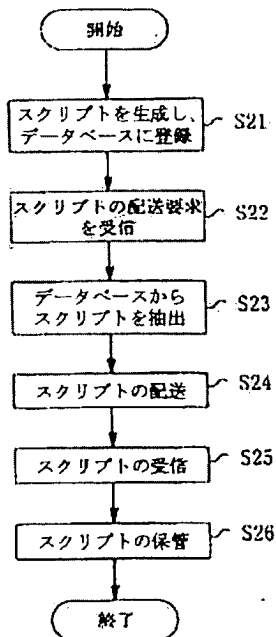 開始
スクリプトを生成し、
データベースに登録
S21
スクリプトの配送要求
を受信
S22
データベースから
スクリプトを抽出
S23
スクリプトの配送
S24
スクリプトの受信
S25
スクリプトの保管
S26
終了